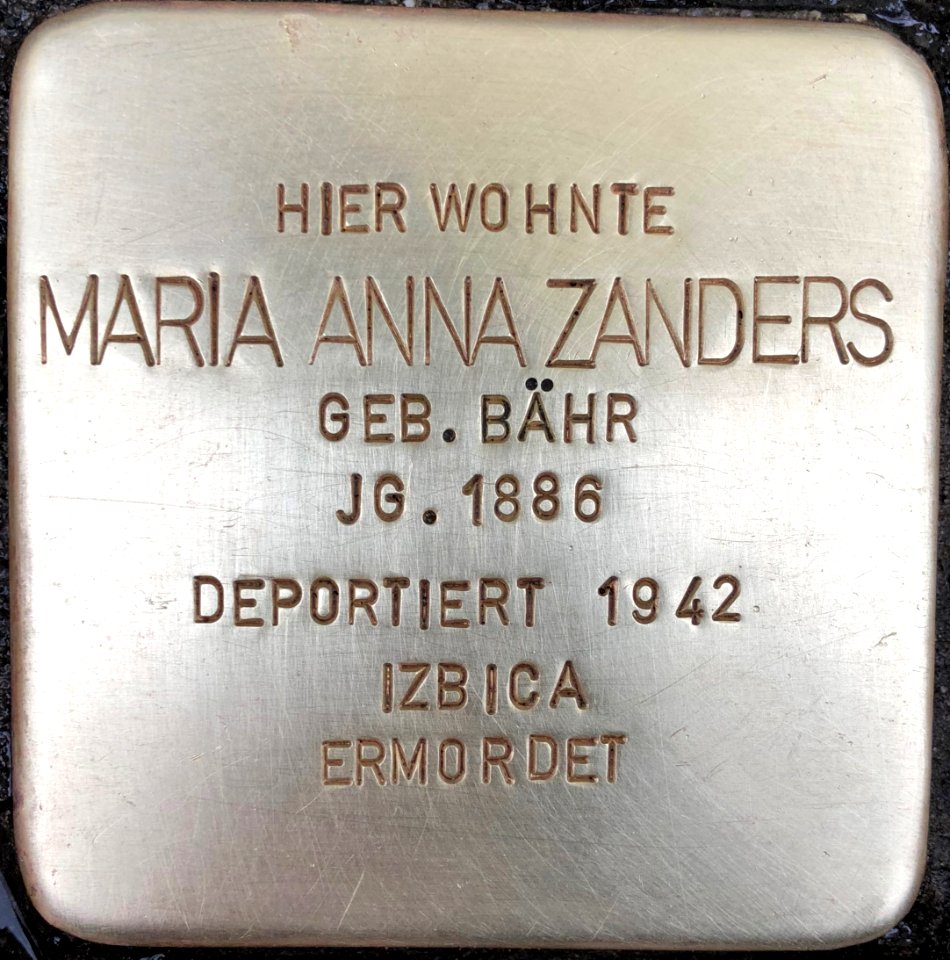 HIER WOHNTE
MARIA ANNA ZANDERS
GEB. BÄHR
JG. 1886
DEPORTIERT 1942
IZBICA
ERMORDET